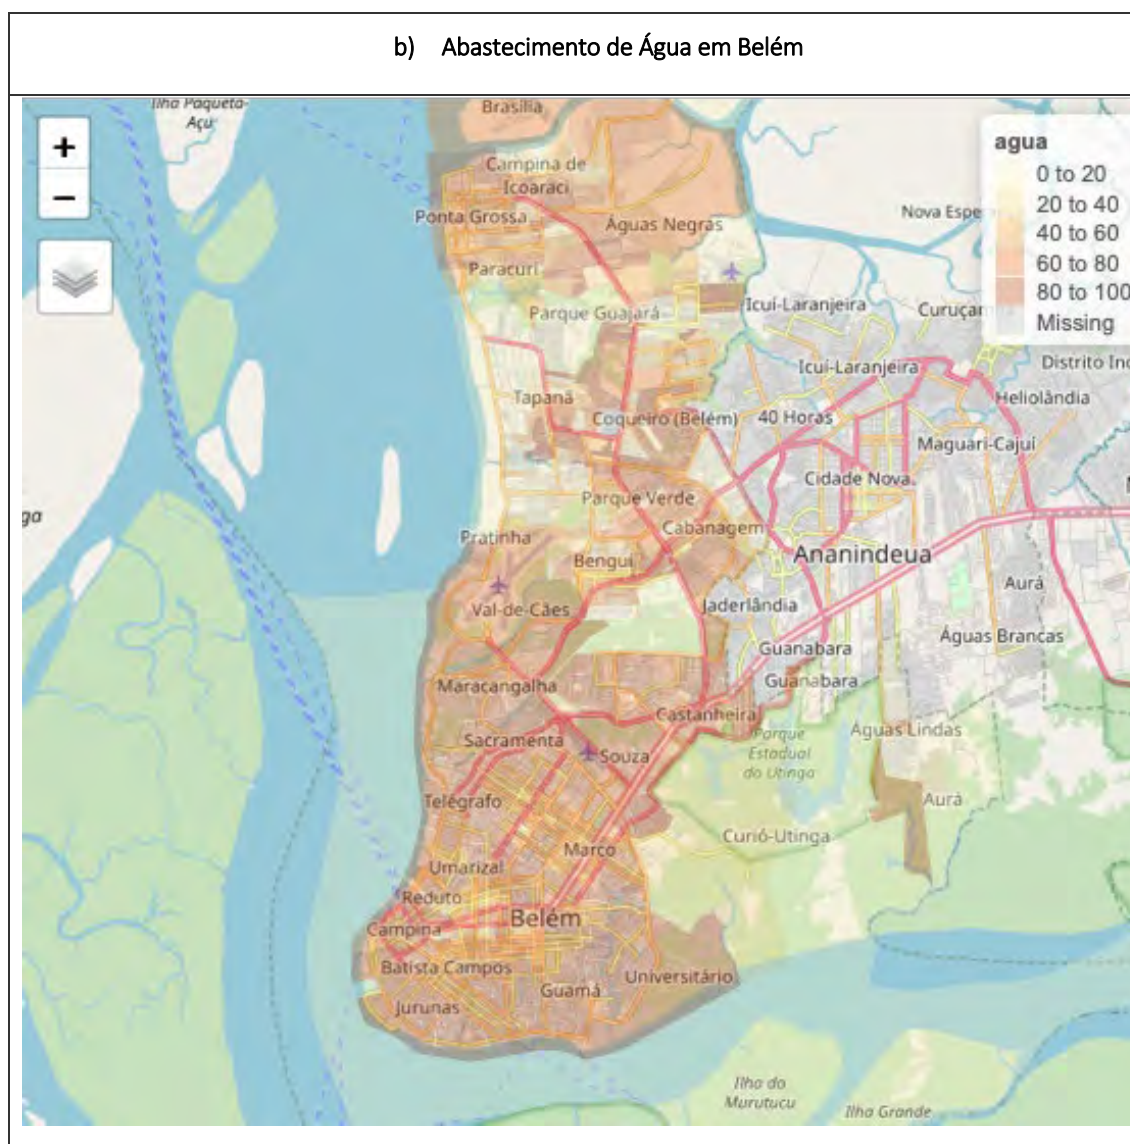 b) Abastecimento de Água em Belém
Ilha Paquetá-
Açu
Brasília
+
−
agua
0 to 20
20 to 40
40 to 60
60 to 80
80 to 100
Missing
Campina de
Icoaraci
Ponta Grossa
Águas Negras
Nova Espe
Paracuri
Parque Guajará
Icuí-Laranjeira
Curuçam
Icuí-Laranjeira
Distrito Ind
Tapanã
Coqueiro (Belém)
40 Horas
Heliolândia
Maguari-Cajuí
Parque Verde
Cidade Nova
ga
Pratinha
Cabanagem
Bengui
Ananindeua
Val-de-Cães
Jaderlândia
Aurá
Águas Brancas
Guanabara
Maracangalha
Guanabara
Castanheira
Sacramenta
Souza
Parque
Estadual
do Utinga
Águas Lindas
Telégrafo
Aurá
Marco
Curió-Utinga
Umarizal
Reduto
Belém
Campina
Batista Campos
Universitário
Guamá
Jurunas
Ilha do
Murutucu
Ilha Grande